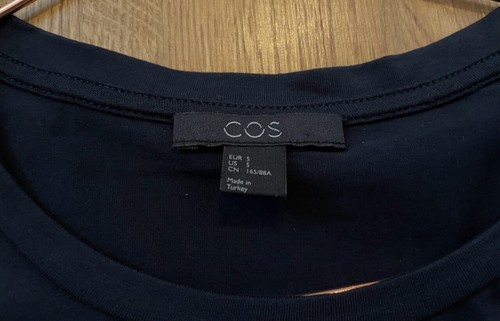 COS
EUR S
US S
CN 165/88A
Made in
Turkey